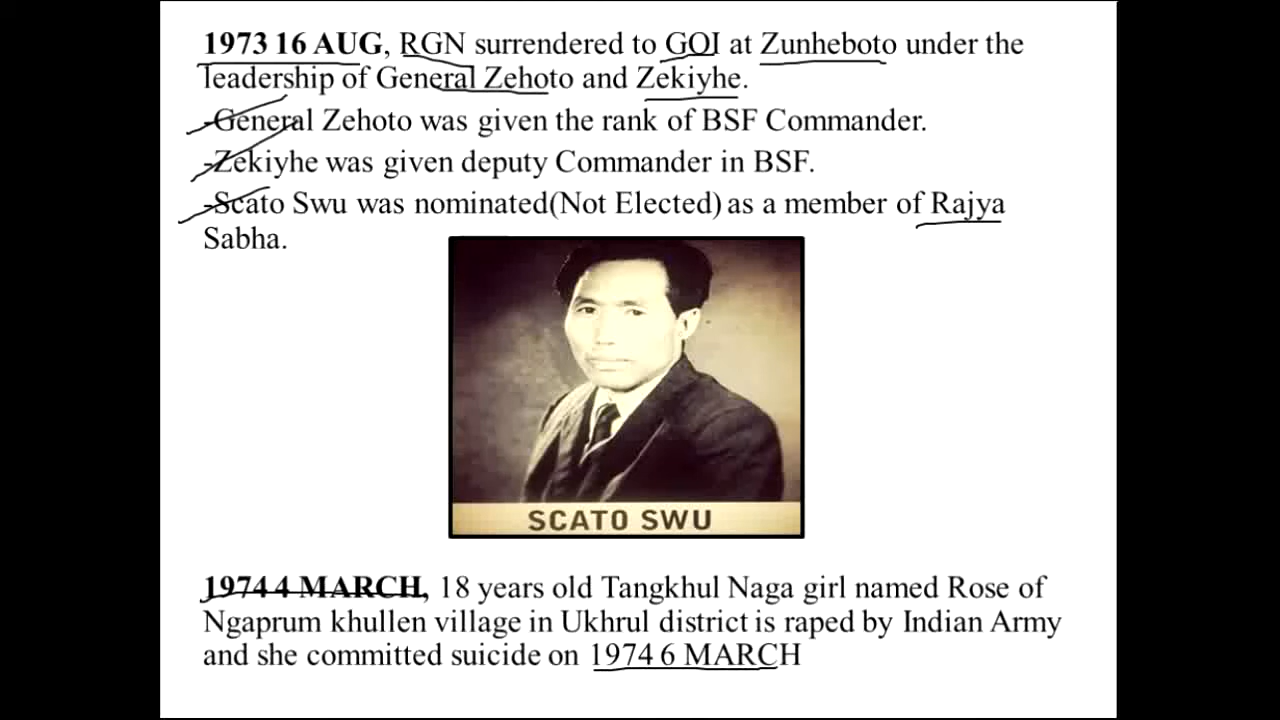 1973 16 AUG, RGN surrendered to GOI at Zunheboto under the
leadership of General Zehoto and Zekiyhe.
-General Zehoto was given the rank of BSF Commander.
-Zekiyhe was given deputy Commander in BSF.
-Scato Swu was nominated(Not Elected) as a member of Rajya
Sabha.
SCATO SWU
1974 4 MARCH, 18 years old Tangkhul Naga girl named Rose of
Ngaprum khullen village in Ukhrul district is raped by Indian Army
and she committed suicide on 1974 6 MARCH